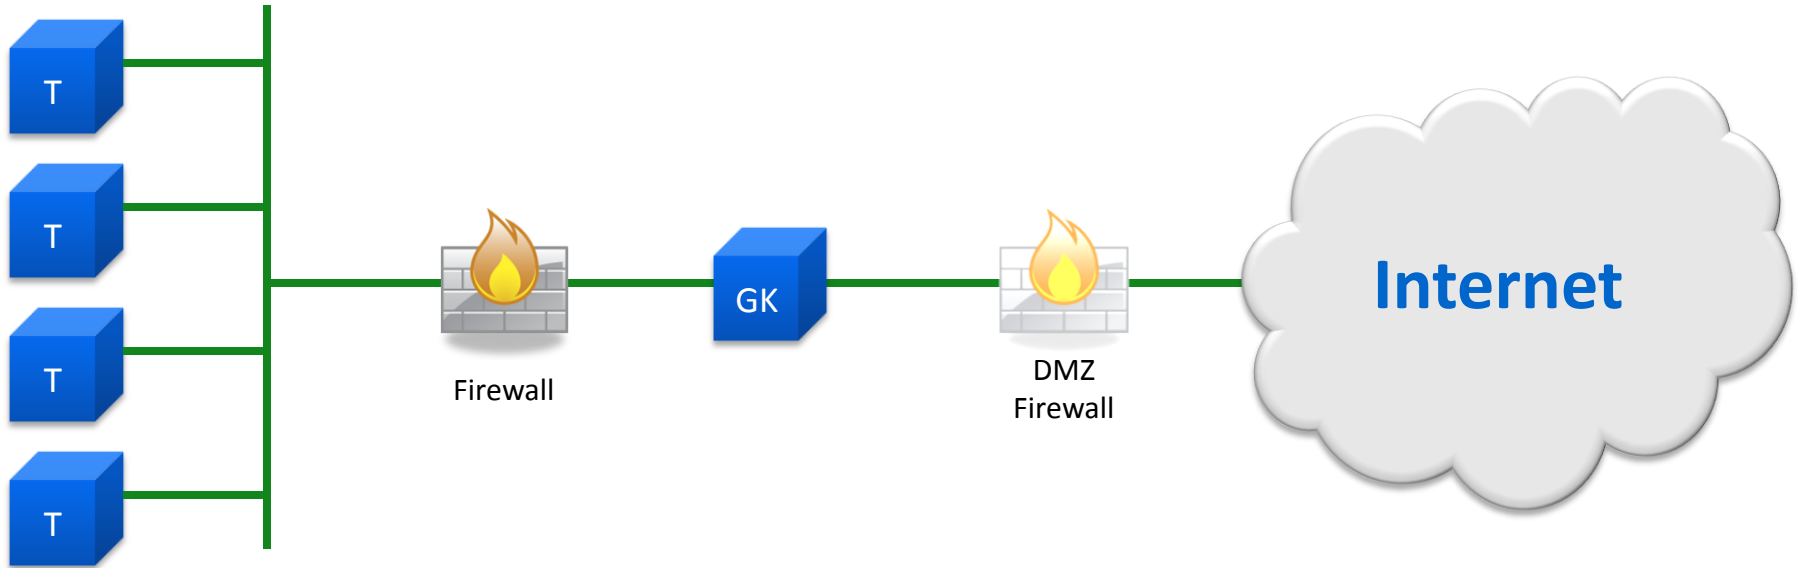 T
T
T
T
Firewall
GK
DMZ
Firewall
Internet